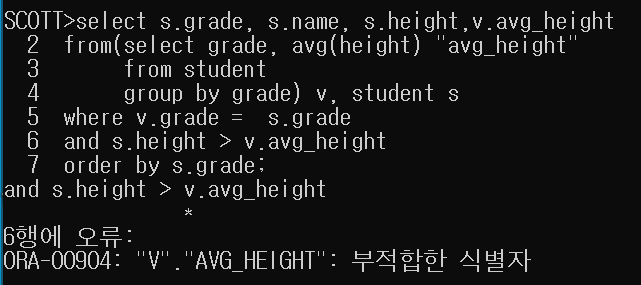 SCOTT>select s.grade, s.name, s.height,v.avg_height
2 from(select grade, avg(height) "avg_height"
3 from student
4 group by grade) v, student s
5 where v.grade = s.grade
6 and s.height > v.avg_height
7 order by s.grade;
and s.height > v.avg_height
*
6행에 오류:
ORA-00904: "V"."AVG_HEIGHT": 부적합한 식별자